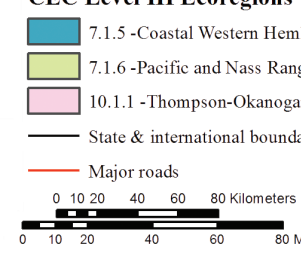 CEC Level III Ecoregions
7.1.5 -Coastal Western Hem
7.1.6 -Pacific and Nass Rang
10.1.1 -Thompson-Okanoga
State & international bounda
Major roads
0 10 20 40 60 80 Kilometers
0 10 20 40 60 80 M